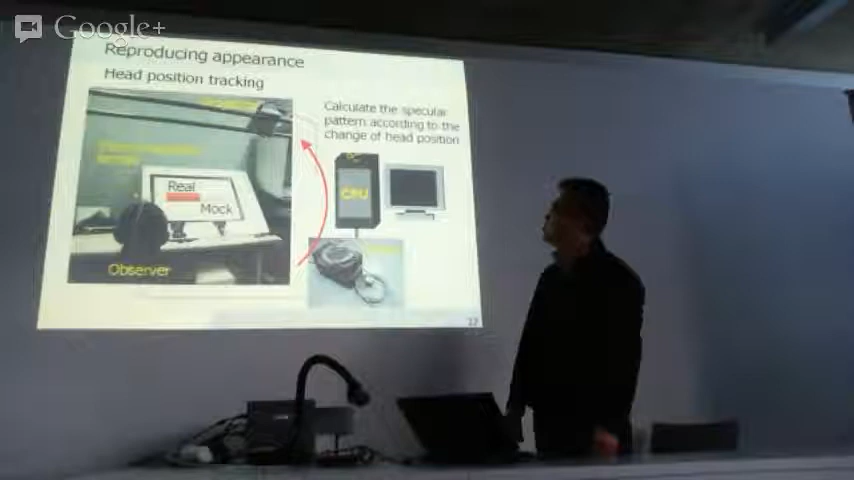 Google+
Reproducing appearance
Head position tracking
Calculate the specular
pattern according to the
change of head position
PC
CPU
Real
Mock
Observer